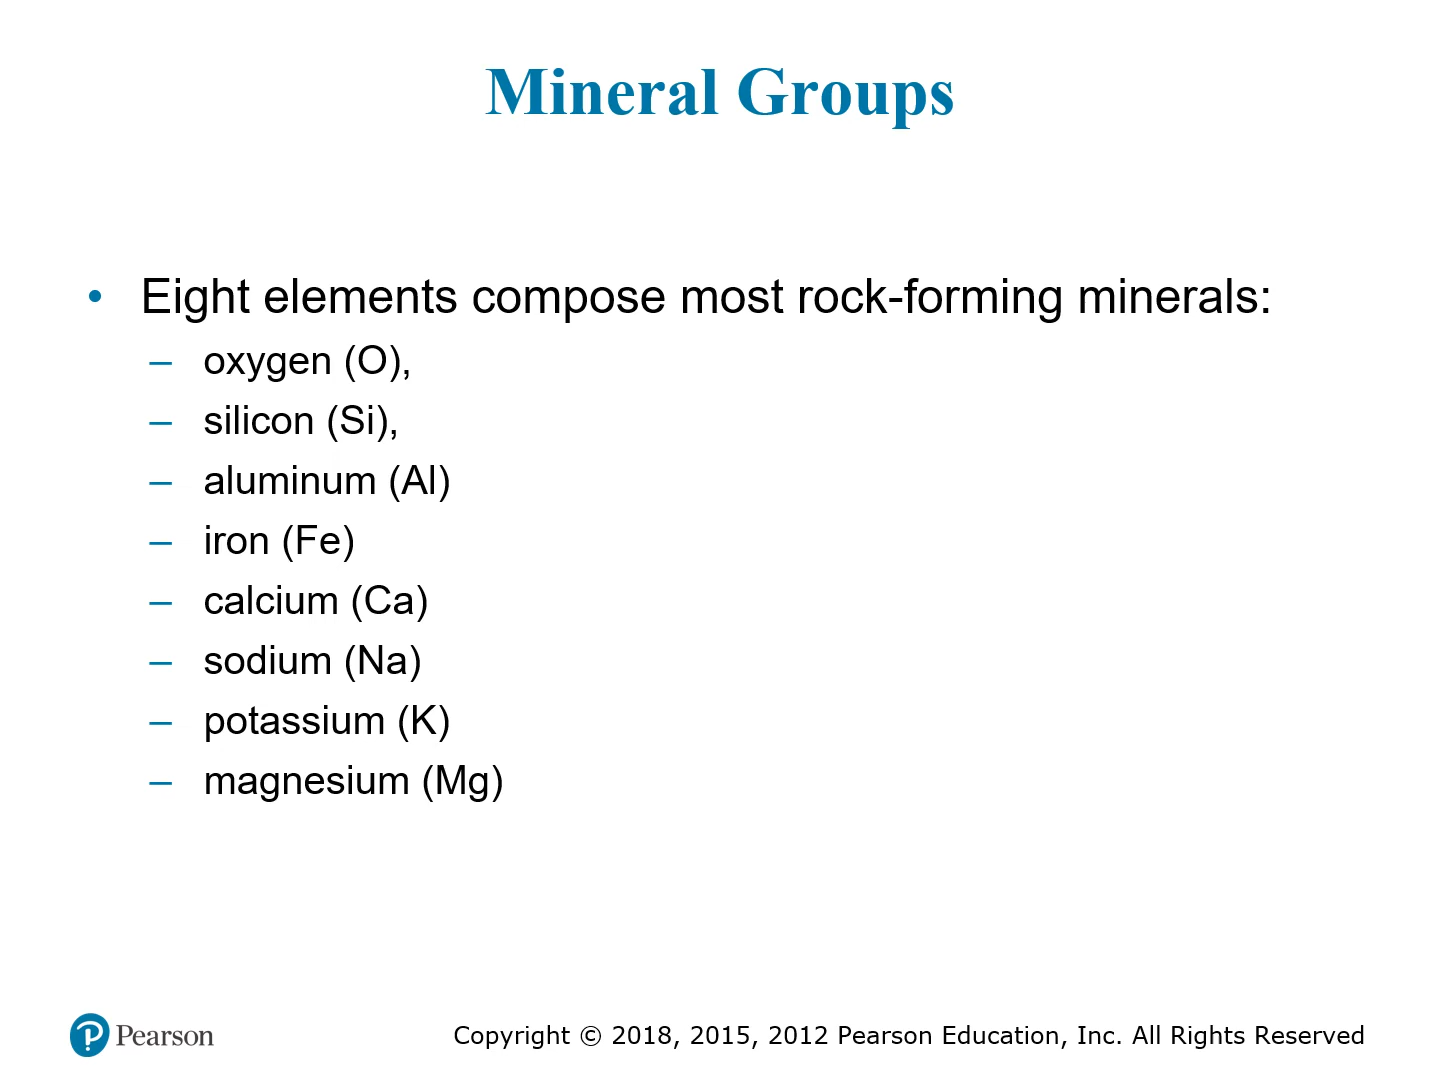 Mineral Groups
• Eight elements compose most rock-forming minerals:
– oxygen (O),
– silicon (Si),
– aluminum (Al)
– iron (Fe)
– calcium (Ca)
– sodium (Na)
– potassium (K)
– magnesium (Mg)
Pearson
Copyright © 2018, 2015, 2012 Pearson Education, Inc. All Rights Reserved